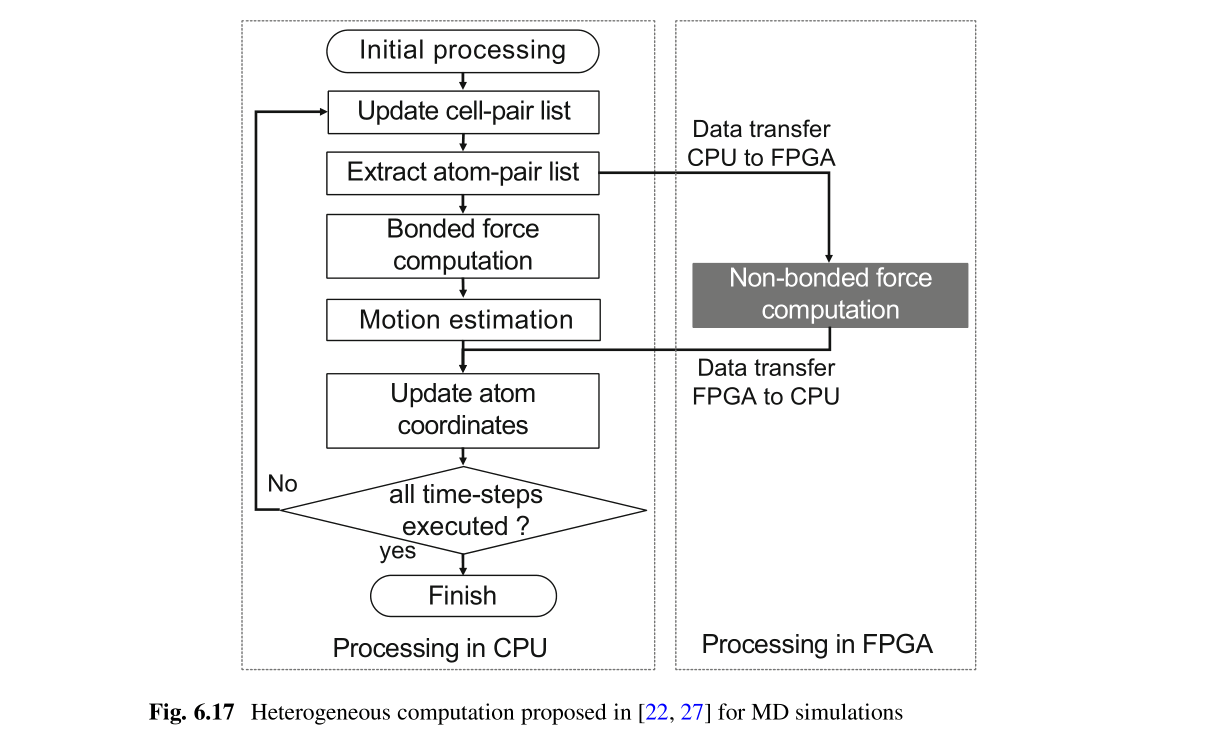 Initial processing
Update cell-pair list
Data transfer
CPU to FPGA
Extract atom-pair list
Bonded force
computation
Non-bonded force
computation
Motion estimation
Data transfer
FPGA to CPU
Update atom
coordinates
No
all time-steps
executed ?
yes
Finish
Processing in CPU
Processing in FPGA
Fig. 6.17 Heterogeneous computation proposed in [22, 27] for MD simulations